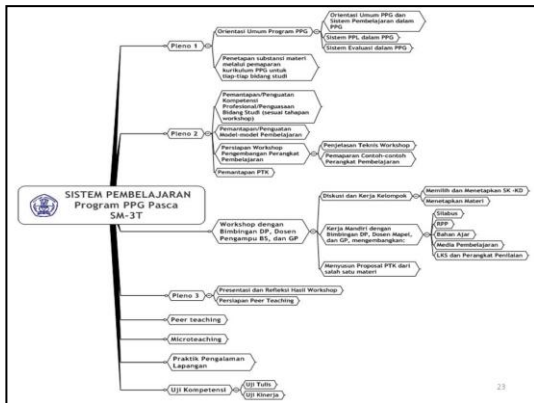 Pleno 1
Orientasi Umum Program PPG
Orientasi Umum PPG dan
Sistem Pembelajaran dalam
PPG
Sistem PPL dalam PPG
Sistem Evaluasi dalam PPG
Penetapan substansi materi
melalui pemaparan
kurikulum PPG untuk
tiap-tiap bidang studi
Pleno 2
Pemantapan/Penguatan
Kompetensi
Profesional/Penguasaan
Bidang Studi (sesuai tahapan
workshop)
Pemantapan/Penguatan
Model-model Pembelajaran
Persiapan Workshop
Pengembangan Perangkat
Pembelajaran
Penjelasan Teknis Workshop
Pemaparan Contoh-contoh
Perangkat Pembelajaran
Pemantapan PTK
SISTEM PEMBELAJARAN
Program PPG Pasca
SM-3T
Workshop dengan
Bimbingan DP, Dosen
Pengampu BS, dan GP
Diskusi dan Kerja Kelompok
Memilih dan Menetapkan SK -KD
Menetapkan Materi
Kerja Mandiri dengan
Bimbingan DP, Dosen Mapel,
dan GP, mengembangkan:
Silabus
RPP
Bahan Ajar
Media Pembelajaran
LKS dan Perangkat Penilaian
Menyusun Proposal PTK dari
salah satu materi
Pleno 3
Presentasi dan Refleksi Hasil Workshop
Persiapan Peer Teaching
Peer teaching
Microteaching
Praktik Pengalaman
Lapangan
Uji Kompetensi
Uji Tulis
Uji Kinerja
23